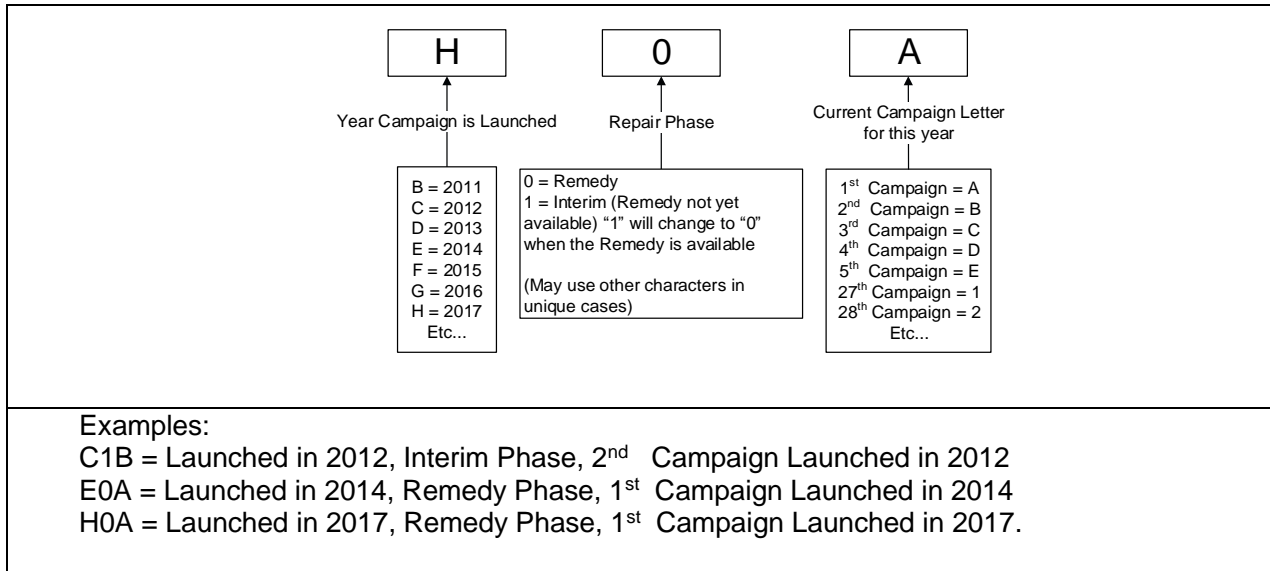 H
0
A
Year Campaign is Launched
Repair Phase
Current Campaign Letter
for this year
B = 2011
C = 2012
D = 2013
E = 2014
F = 2015
G = 2016
H = 2017
Etc...
0 = Remedy
1 = Interim (Remedy not yet
available) “1” will change to “0”
when the Remedy is available
(May use other characters in
unique cases)
1st Campaign = A
2nd Campaign = B
3rd Campaign = C
4th Campaign = D
5th Campaign = E
27th Campaign = 1
28th Campaign = 2
Etc...
Examples:
C1B = Launched in 2012, Interim Phase, 2nd Campaign Launched in 2012
E0A = Launched in 2014, Remedy Phase, 1st Campaign Launched in 2014
H0A = Launched in 2017, Remedy Phase, 1st Campaign Launched in 2017.